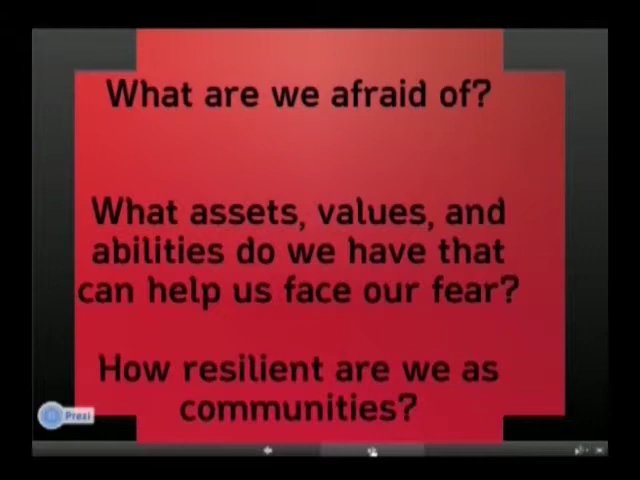 What are we afraid of?
What assets, values, and
abilities do we have that
can help us face our fear?
How resilient are we as
communities?
Prezi